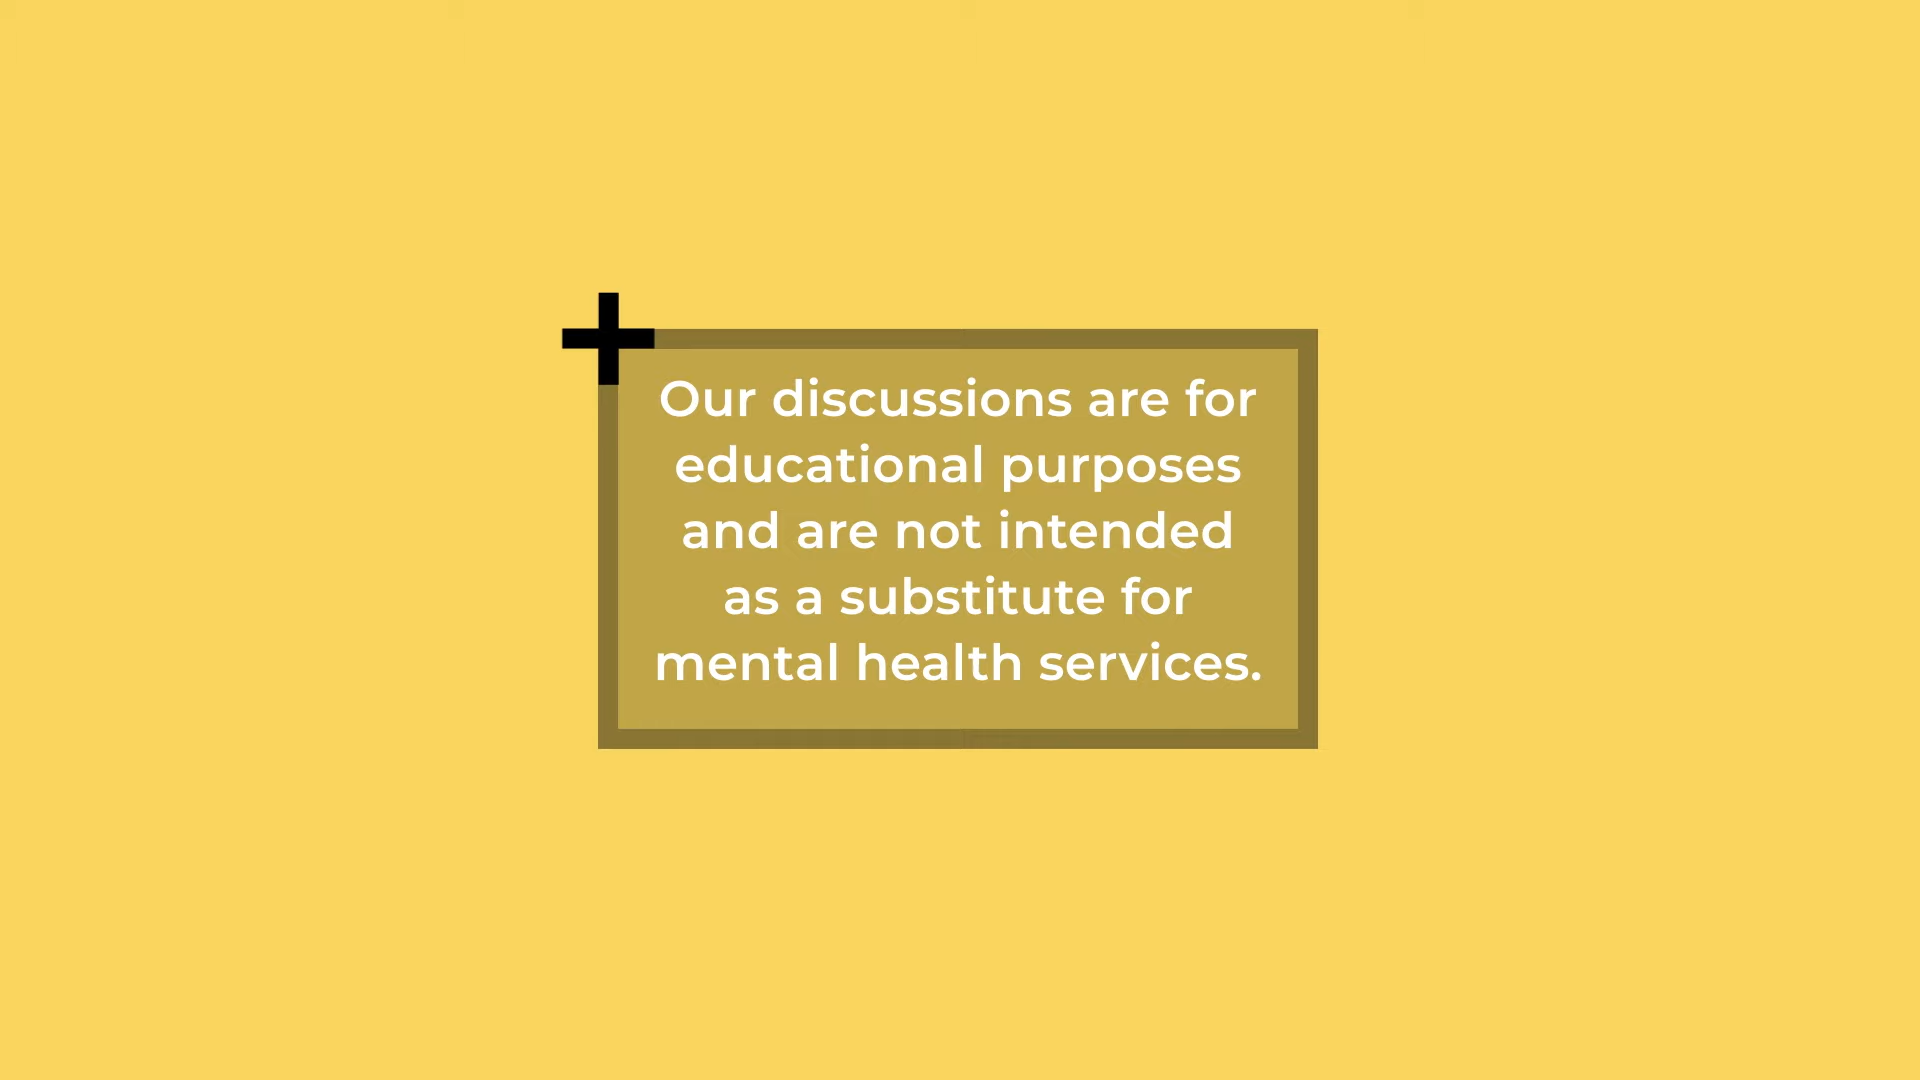 Our discussions are for
educational purposes
and are not intended
as a substitute for
mental health services.